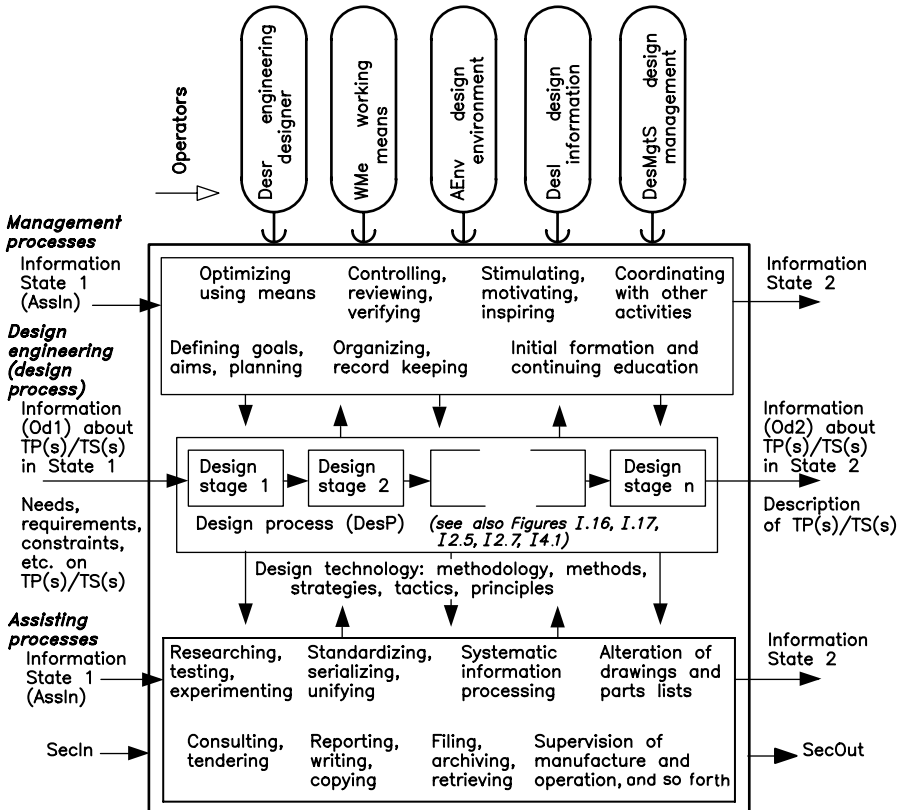 Operators
Desr engineering
designer
WMe working
means
AEnv design
environment
DesI design
information
DesMgtS design
management
Management
processes
Information
State 1
(AssIn)
Optimizing
using means
Controlling,
reviewing,
verifying
Stimulating,
motivating,
inspiring
Coordinating
with other
activities
Information
State 2
Defining goals,
aims, planning
Organizing,
record keeping
Initial formation and
continuing education
Design
engineering
(design
process)
Information
(Od1) about
TP(s)/TS(s)
in State 1
Needs,
requirements,
constraints,
etc. on
TP(s)/TS(s)
Design
stage 1
Design
stage 2
Design
stage n
Design process (DesP)
(see also Figures I.16, I.17,
I2.5, I2.7, I4.1)
Information
(Od2) about
TP(s)/TS(s)
in State 2
Description
of TP(s)/TS(s)
Design technology: methodology, methods,
strategies, tactics, principles
Assisting
processes
Information
State 1
(AssIn)
Researching,
testing,
experimenting
Standardizing,
serializing,
unifying
Systematic
information
processing
Alteration of
drawings and
parts lists
Information
State 2
SecIn
Consulting,
tendering
Reporting,
writing,
copying
Filing,
archiving,
retrieving
Supervision of
manufacture and
operation, and so forth
SecOut